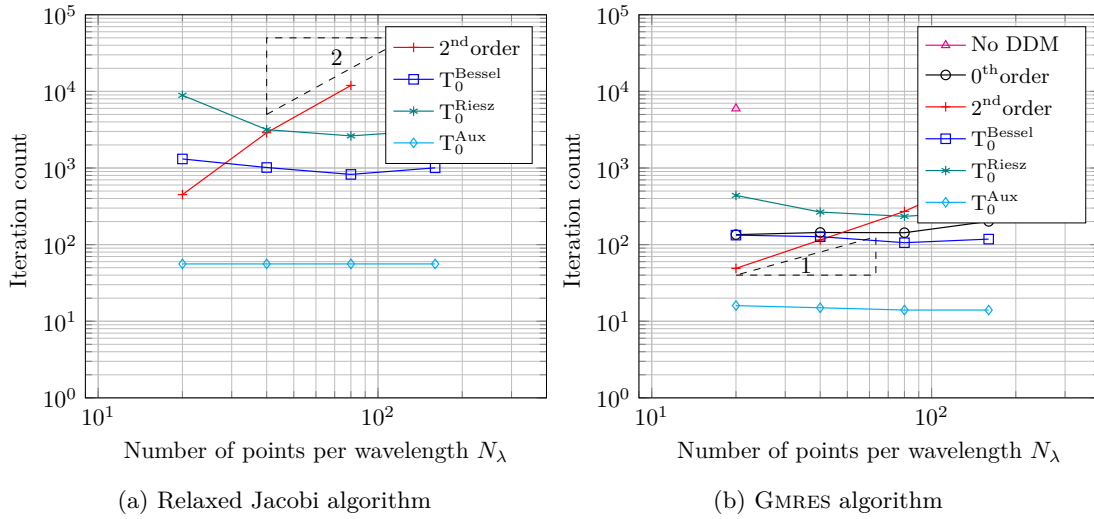 10^5
10^4
10^3
10^2
10^1
10^0
10^1
10^2
Iteration count
Number of points per wavelength N_λ
2
2^nd order
T_0^Bessel
T_0^Riesz
T_0^Aux
(a) Relaxed Jacobi algorithm
10^5
10^4
10^3
10^2
10^1
10^0
10^1
10^2
Iteration count
Number of points per wavelength N_λ
1
No DDM
0^th order
2^nd order
T_0^Bessel
T_0^Riesz
T_0^Aux
(b) GMRES algorithm